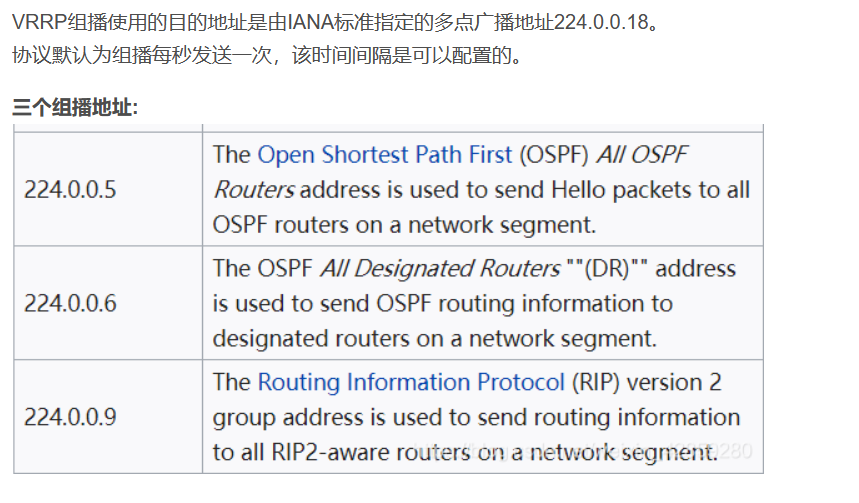 VRRP组播使用的目的地址是由IANA标准指定的多点广播地址224.0.0.18。
协议默认为组播每秒发送一次，该时间间隔是可以配置的。
三个组播地址:
224.0.0.5
The Open Shortest Path First (OSPF) All OSPF
Routers address is used to send Hello packets to all
OSPF routers on a network segment.
224.0.0.6
The OSPF All Designated Routers ""(DR)"" address
is used to send OSPF routing information to
designated routers on a network segment.
224.0.0.9
The Routing Information Protocol (RIP) version 2
group address is used to send routing information
to all RIP2-aware routers on a network segment.